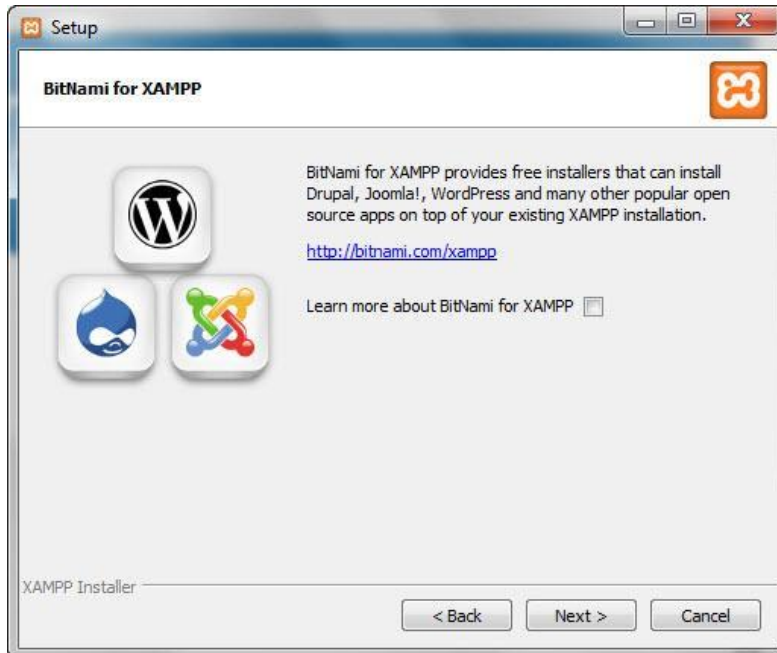 Setup
BitNami for XAMPP
BitNami for XAMPP provides free installers that can install
Drupal, Joomla!, WordPress and many other popular open
source apps on top of your existing XAMPP installation.
http://bitnami.com/xampp
Learn more about BitNami for XAMPP
XAMPP Installer
< Back Next > Cancel